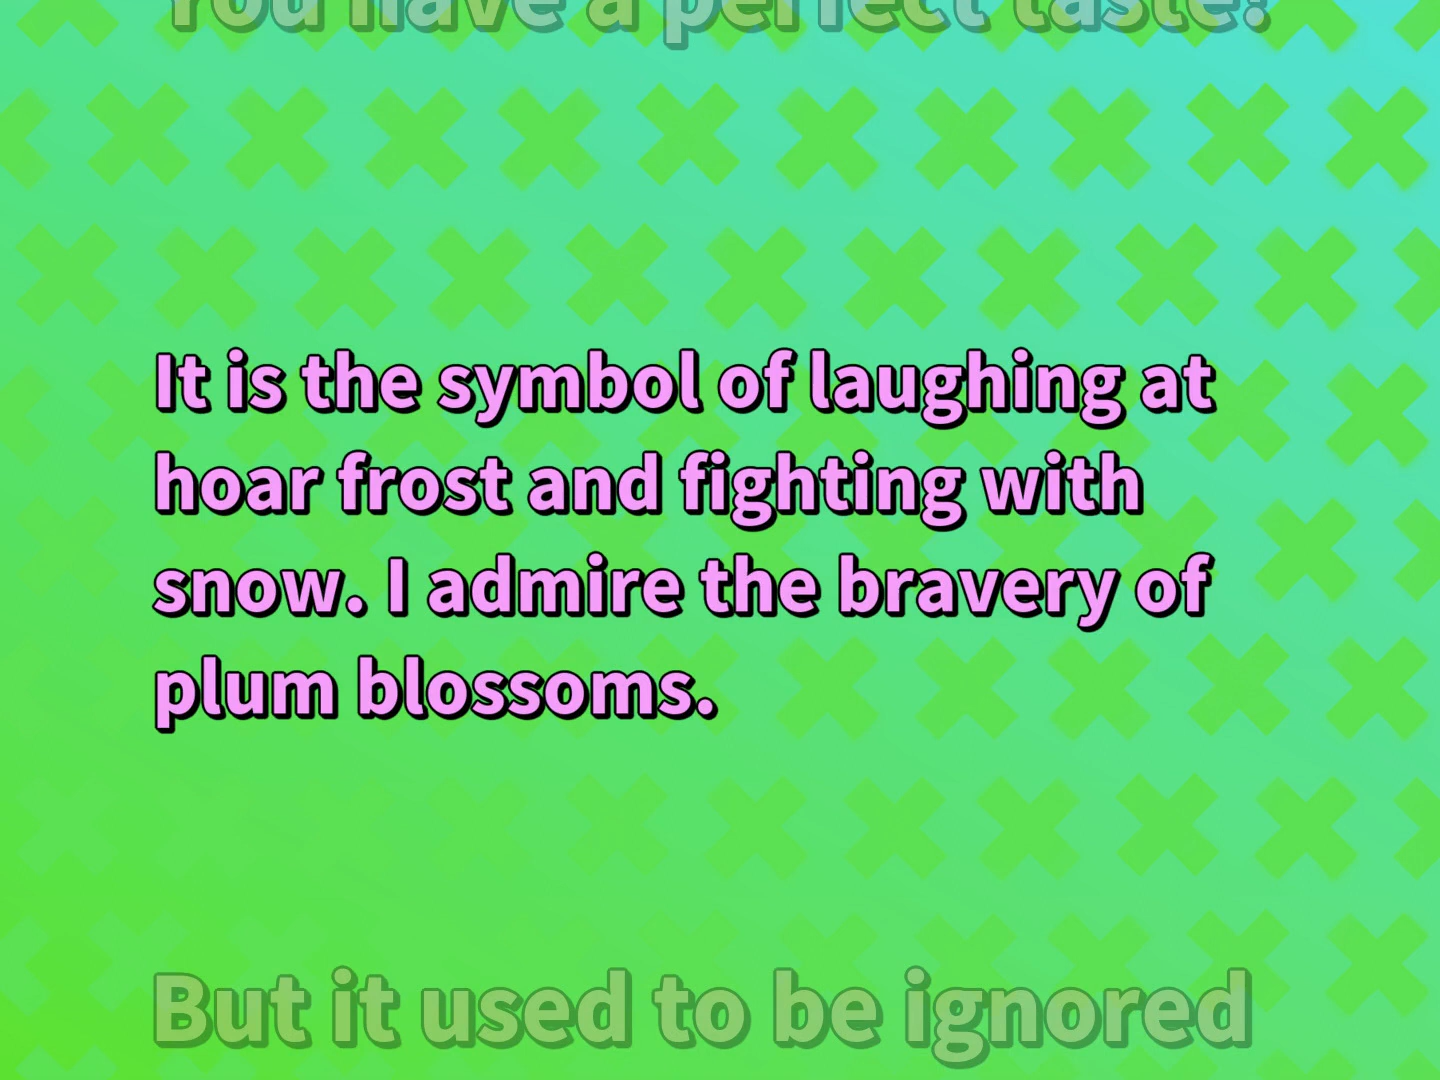 You have a perfect taste!
It is the symbol of laughing at
hoar frost and fighting with
snow. I admire the bravery of
plum blossoms.
But it used to be ignored